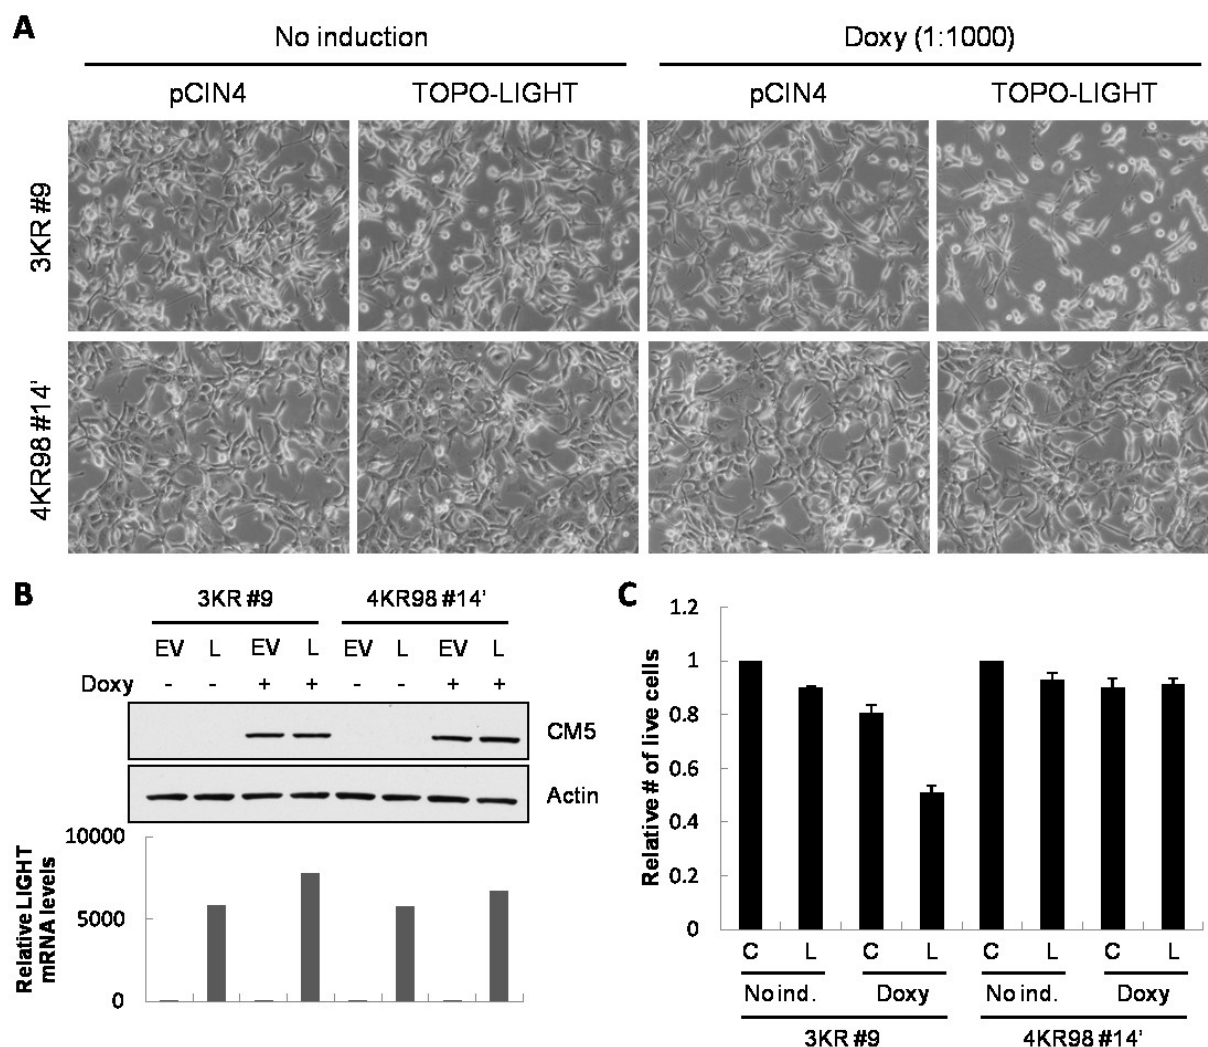 A
No induction
Doxy (1:1000)
pCIN4
TOPO-LIGHT
pCIN4
TOPO-LIGHT
3KR #9
4KR98 #14'
B
3KR #9
4KR98 #14'
EV L EV L EV L EV L
Doxy - - + + - - + +
CM5
Actin
Relative LIGHT
mRNA levels
10000
5000
0
C
Relative # of live cells
1.2
1
0.8
0.6
0.4
0.2
0
C L C L C L C L
No ind. Doxy No ind. Doxy
3KR #9 4KR98 #14'